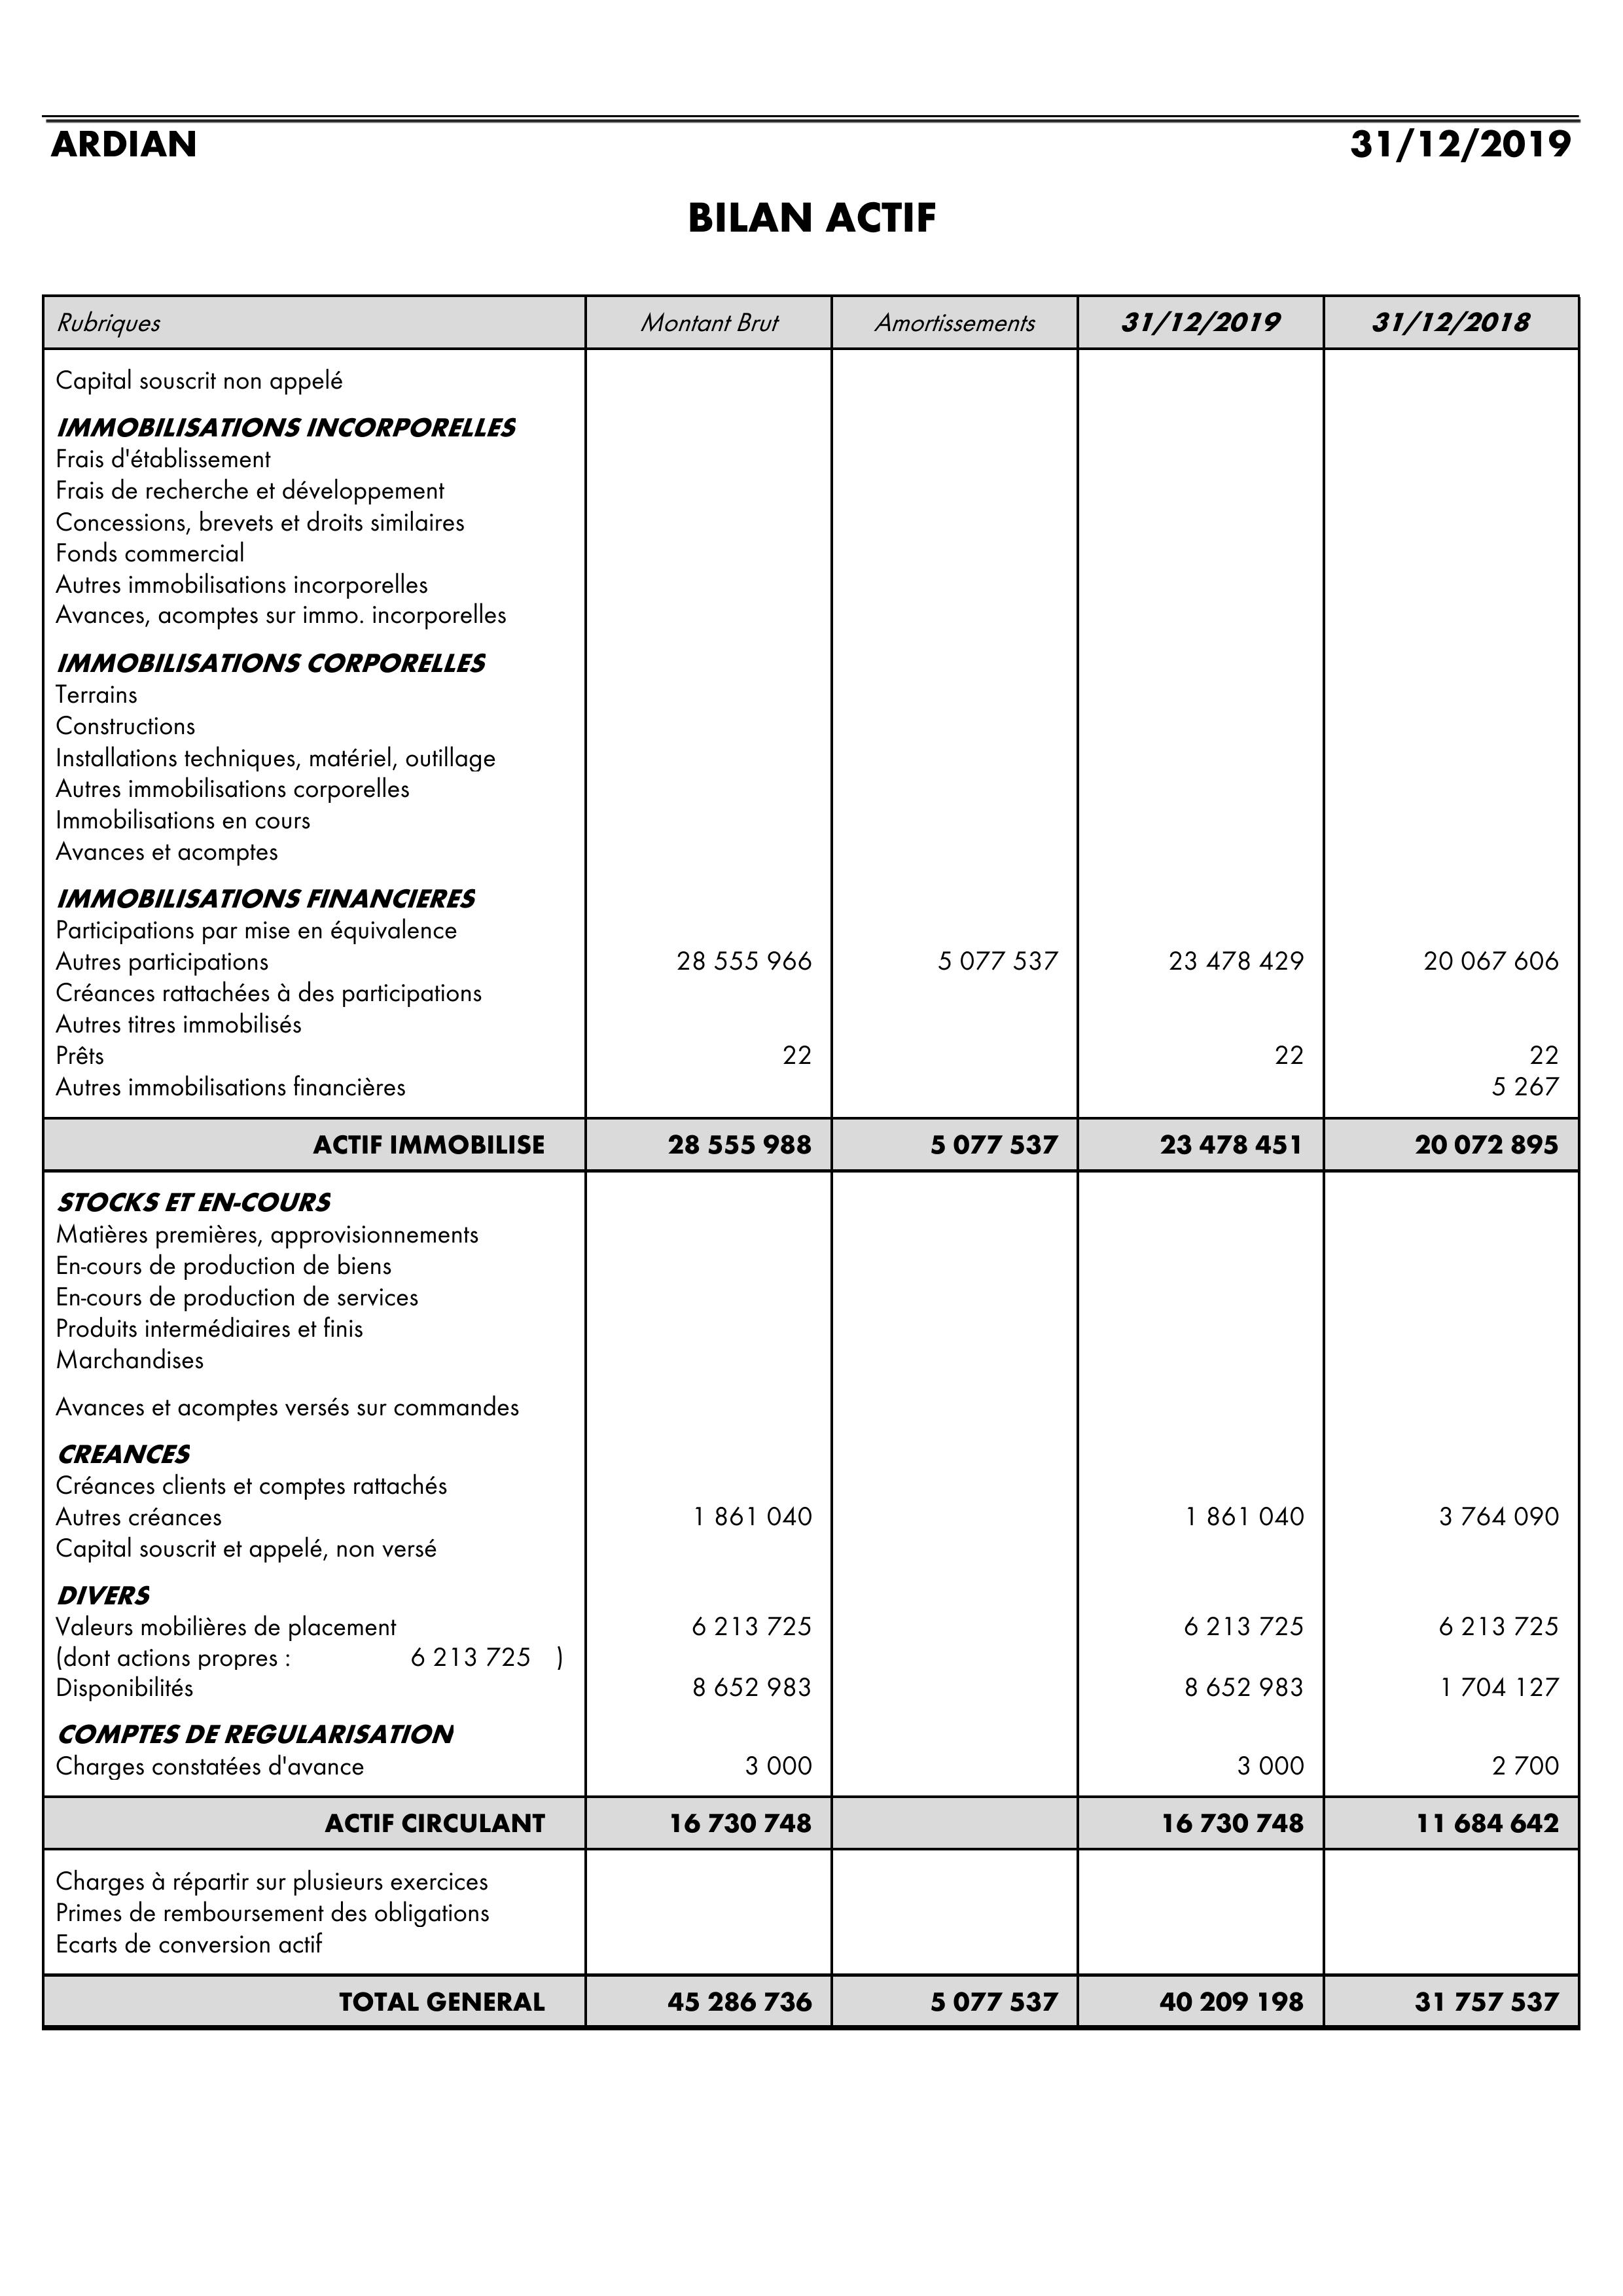 ARDIAN 31/12/2019
BILAN ACTIF
Rubriques Montant Brut Amortissements 31/12/2019 31/12/2018
Capital souscrit non appelé
IMMOBILISATIONS INCORPORELLES
Frais d'établissement
Frais de recherche et développement
Concessions, brevets et droits similaires
Fonds commercial
Autres immobilisations incorporelles
Avances, acomptes sur immo. incorporelles
IMMOBILISATIONS CORPORELLES
Terrains
Constructions
Installations techniques, matériel, outillage
Autres immobilisations corporelles
Immobilisations en cours
Avances et acomptes
IMMOBILISATIONS FINANCIERES
Participations par mise en équivalence
Autres participations 28 555 966 5 077 537 23 478 429 20 067 606
Créances rattachées à des participations
Autres titres immobilisés
Prêts 22 22 22
Autres immobilisations financières 5 267
ACTIF IMMOBILISE 28 555 988 5 077 537 23 478 451 20 072 895
STOCKS ET EN-COURS
Matières premières, approvisionnements
En-cours de production de biens
En-cours de production de services
Produits intermédiaires et finis
Marchandises
Avances et acomptes versés sur commandes
CREANCES
Créances clients et comptes rattachés
Autres créances 1 861 040 1 861 040 3 764 090
Capital souscrit et appelé, non versé
DIVERS
Valeurs mobilières de placement 6 213 725 6 213 725 6 213 725
(dont actions propres : 6 213 725 )
Disponibilités 8 652 983 8 652 983 1 704 127
COMPTES DE REGULARISATION
Charges constatées d'avance 3 000 3 000 2 700
ACTIF CIRCULANT 16 730 748 16 730 748 11 684 642
Charges à répartir sur plusieurs exercices
Primes de remboursement des obligations
Ecarts de conversion actif
TOTAL GENERAL 45 286 736 5 077 537 40 209 198 31 757 537